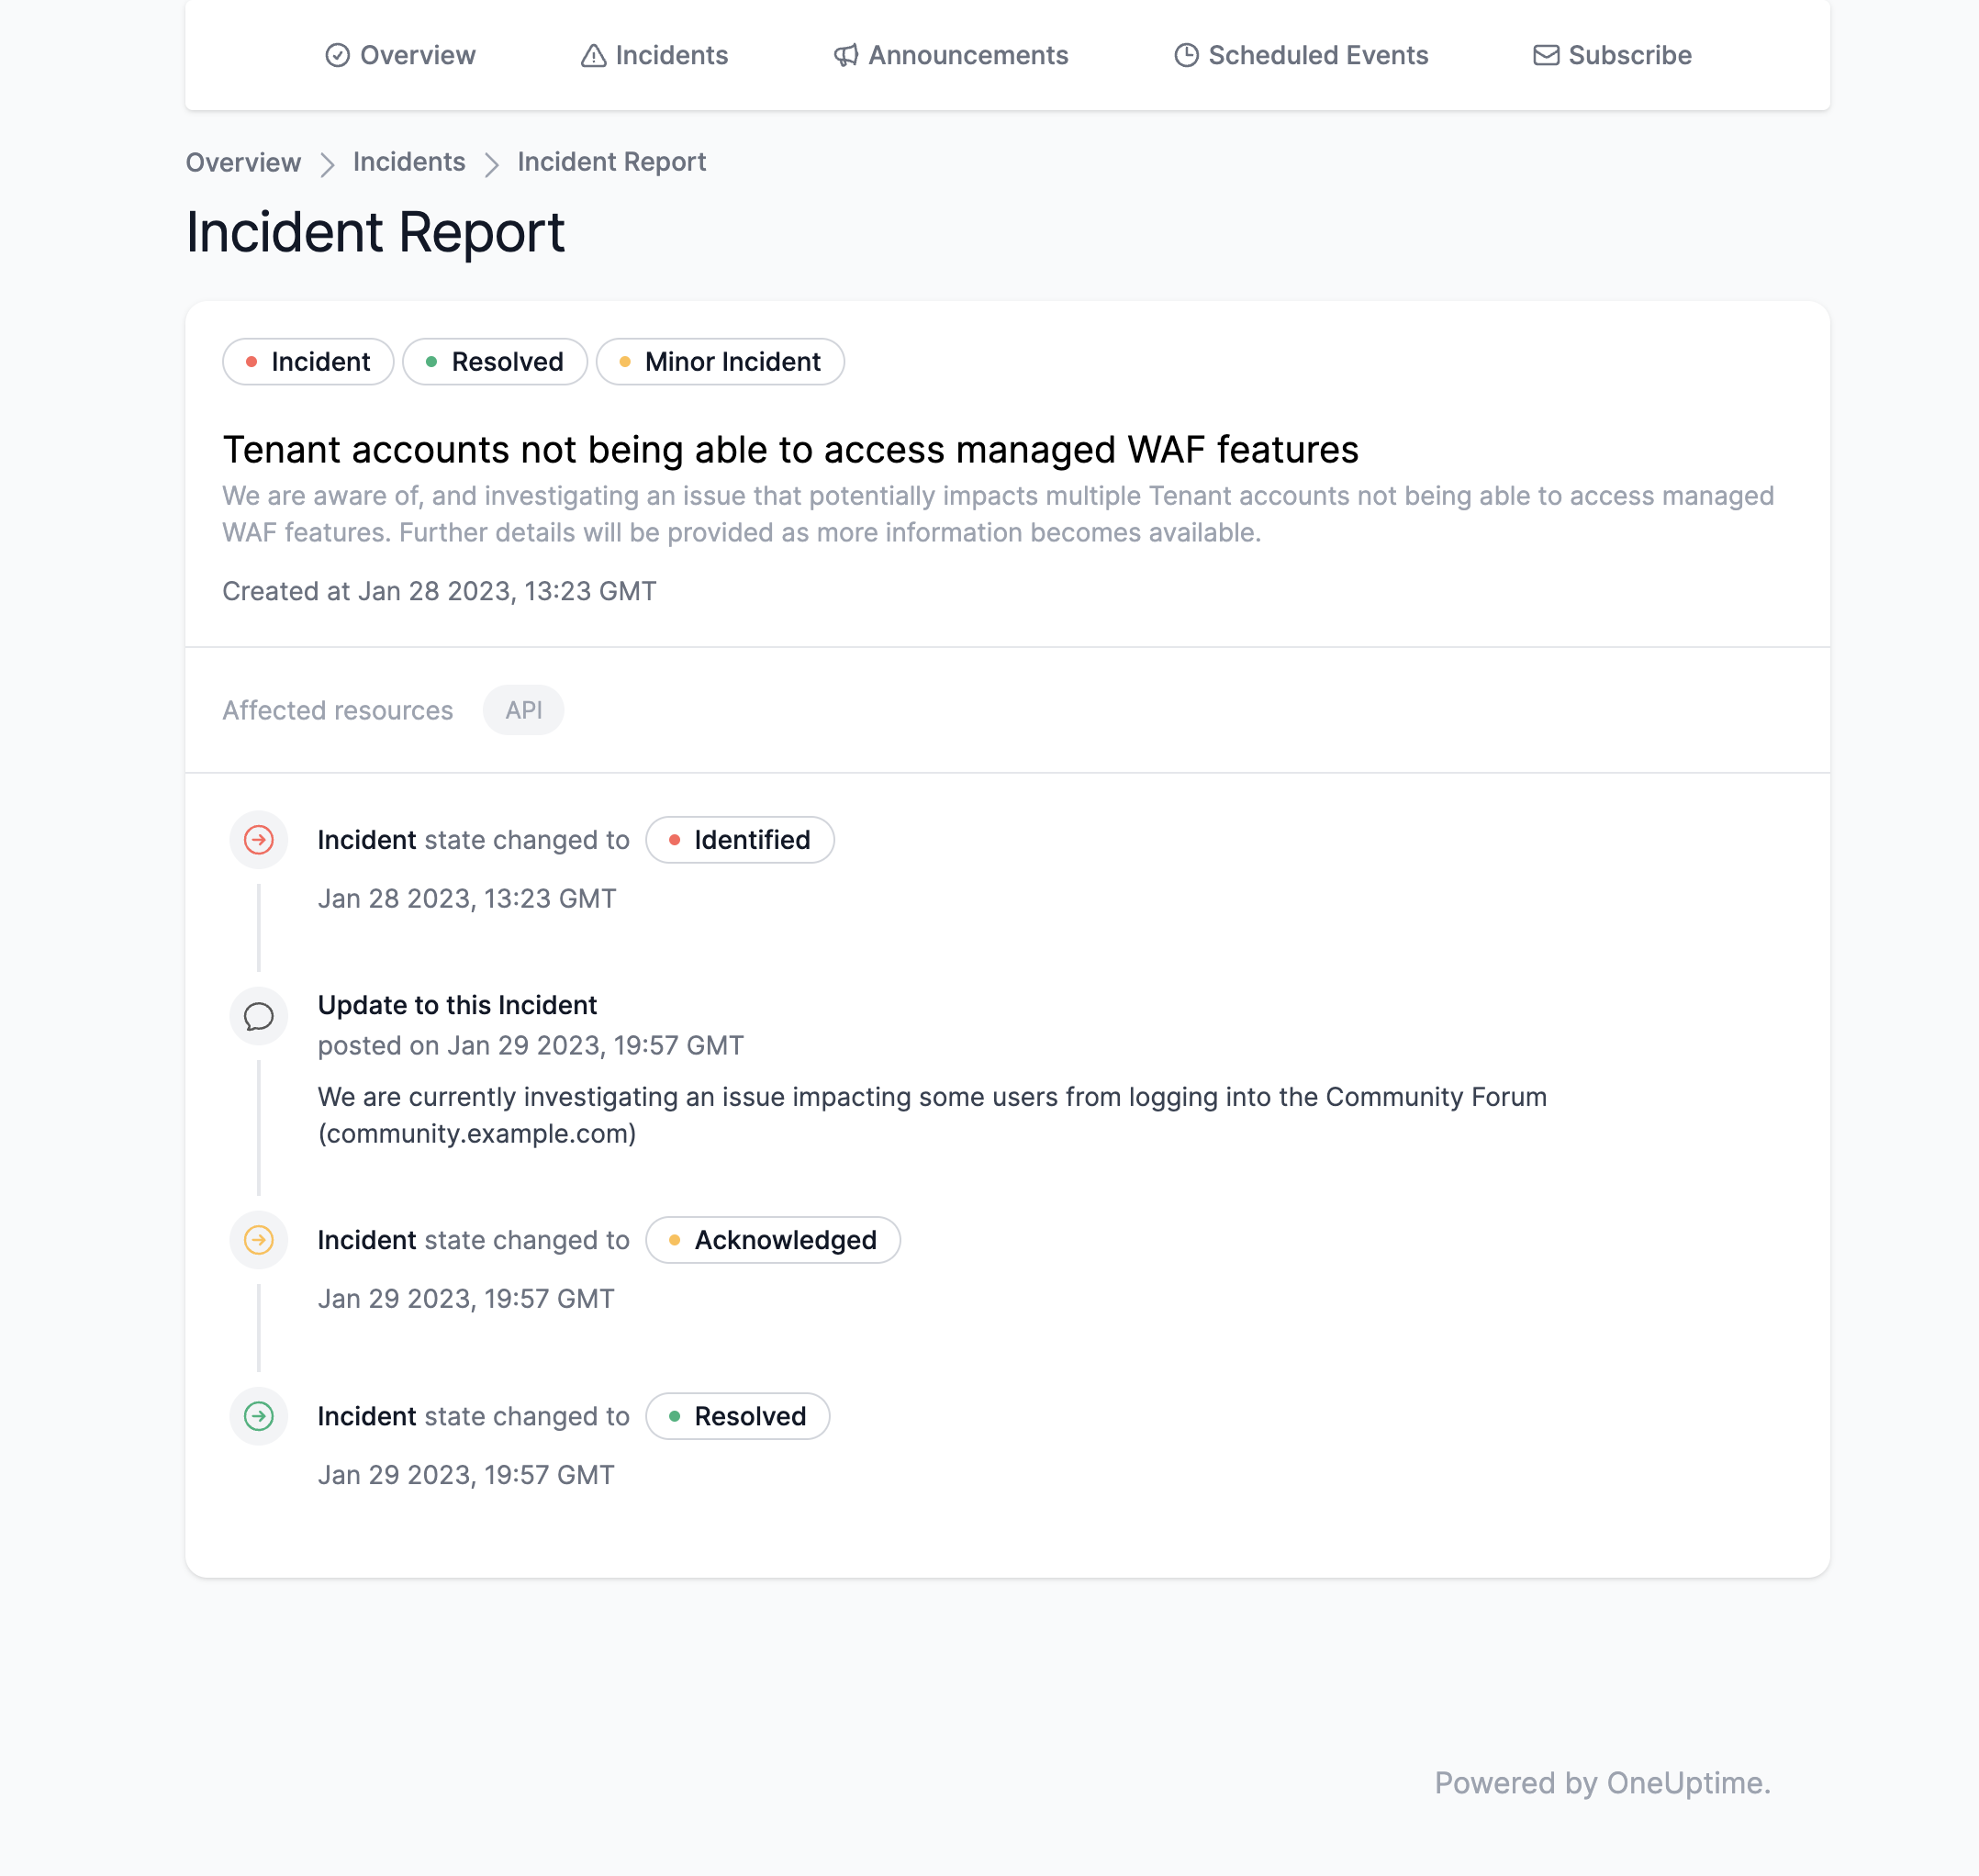 Overview Incidents Announcements Scheduled Events Subscribe
Overview Incidents Incident Report
Incident Report
Incident Resolved Minor Incident
Tenant accounts not being able to access managed WAF features
We are aware of, and investigating an issue that potentially impacts multiple Tenant accounts not being able to access managed
WAF features. Further details will be provided as more information becomes available.
Created at Jan 28 2023, 13:23 GMT
Affected resources API
Incident state changed to Identified
Jan 28 2023, 13:23 GMT
Update to this Incident
posted on Jan 29 2023, 19:57 GMT
We are currently investigating an issue impacting some users from logging into the Community Forum
(community.example.com)
Incident state changed to Acknowledged
Jan 29 2023, 19:57 GMT
Incident state changed to Resolved
Jan 29 2023, 19:57 GMT
Powered by OneUptime.